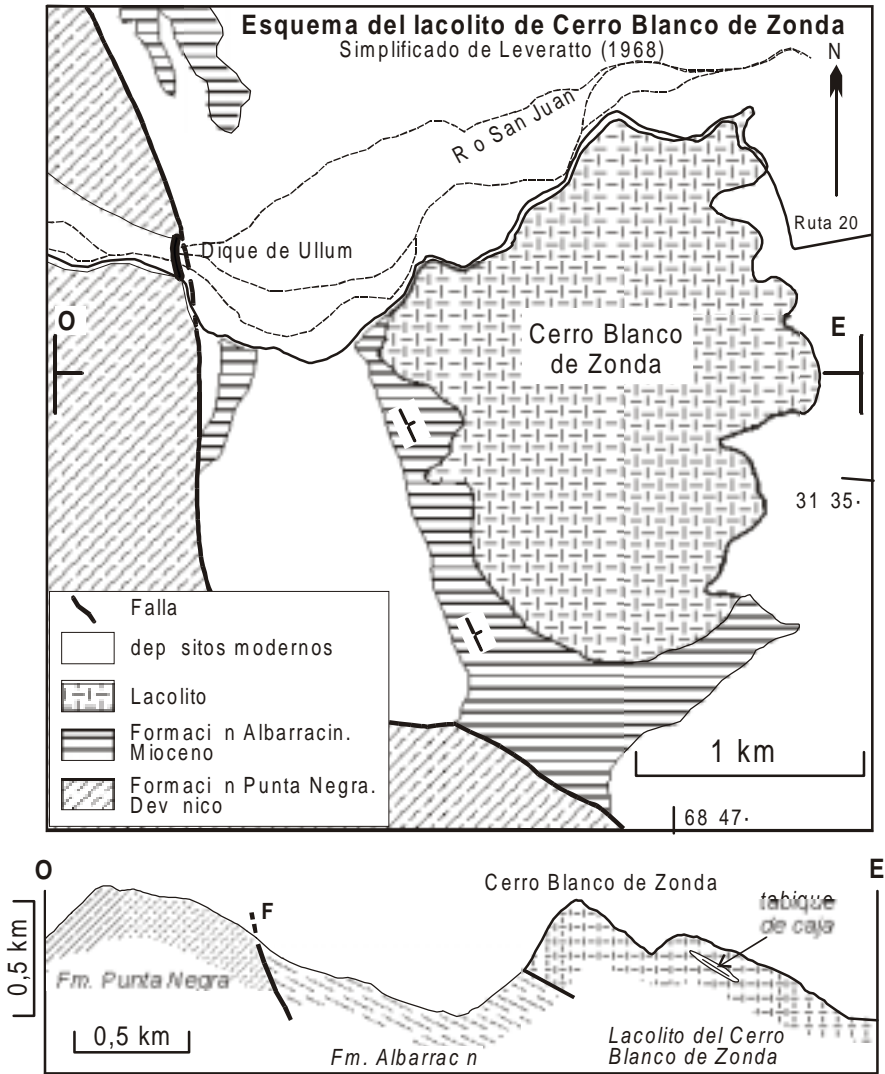 Esquema del lacolito de Cerro Blanco de Zonda
Simplificado de Leveratto (1968)
N
R o San Juan
Ruta 20
Dique de Ullum
O
E
Cerro Blanco
de Zonda
31 35·
Falla
dep sitos modernos
Lacolito
Formaci n Albarracin.
Mioceno
Formaci n Punta Negra.
Dev nico
1 km
68 47·
O
E
Cerro Blanco de Zonda
tabique
de caja
F
0,5 km
Fm. Punta Negra
0,5 km
Fm. Albarrac n
Lacolito del Cerro
Blanco de Zonda